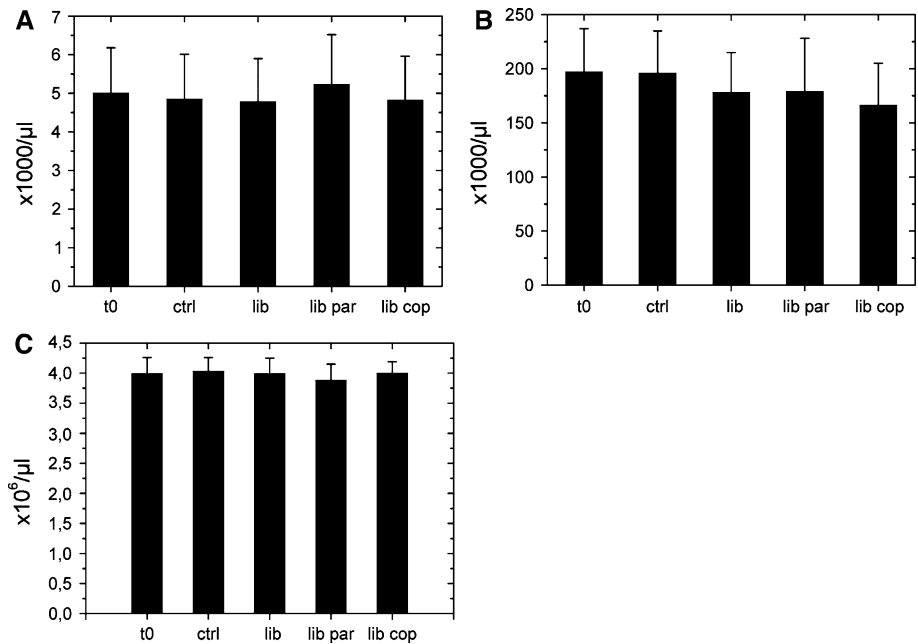 A
x1000/µl
7
6
5
4
3
2
1
0
t0 ctrl lib lib par lib cop
B
x1000/µl
250
200
150
100
50
0
t0 ctrl lib lib par lib cop
C
x10⁶/µl
4,5
4,0
3,5
3,0
2,5
2,0
1,5
1,0
0,5
0,0
t0 ctrl lib lib par lib cop